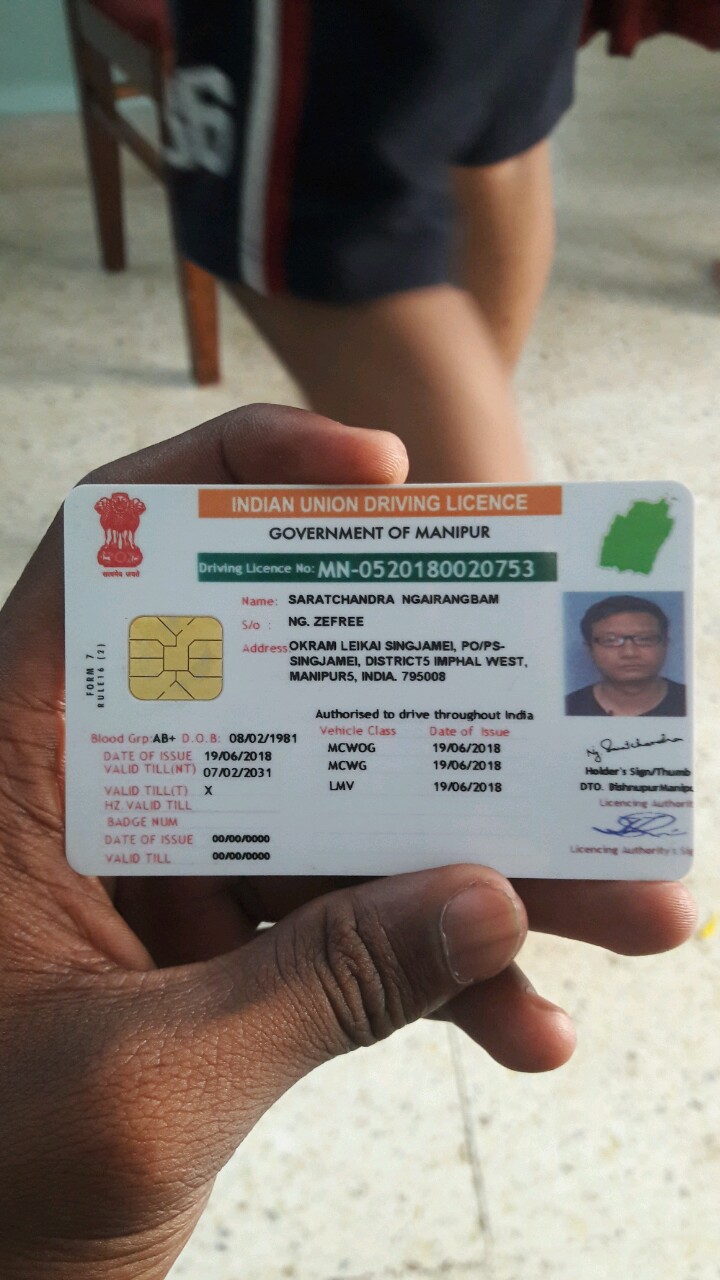 96
INDIAN UNION DRIVING LICENCE
GOVERNMENT OF MANIPUR
Driving Licence No: MN-0520180020753
सत्यमेव जयते
Name: SARATCHANDRA NGAIRANGBAM
S/o : NG. ZEFREE
Address: OKRAM LEIKAI SINGJAMEI, PO/PS-
SINGJAMEI, DISTRICT5 IMPHAL WEST,
MANIPUR5, INDIA. 795008
FORM 7
RULE16 (2)
Authorised to drive throughout India
Blood Grp: AB+ D.O.B: 08/02/1981
Vehicle Class Date of Issue
DATE OF ISSUE 19/06/2018
VALID TILL(NT) 07/02/2031
VALID TILL(T) X
HZ VALID TILL
BADGE NUM
DATE OF ISSUE 00/00/0000
VALID TILL 00/00/0000
MCWOG 19/06/2018
MCWG 19/06/2018
LMV 19/06/2018
Ng Saratchandra
Holder's Sign/Thumb
DTO. BishnupurManipu
Licencing Authorit
Licencing Authority's Sig